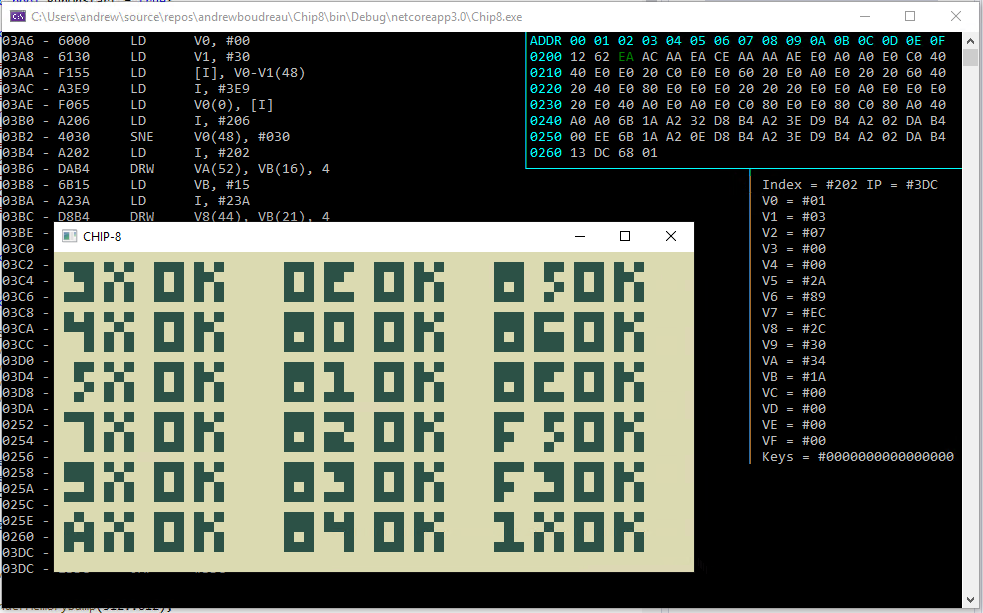 C:\Users\andrew\source\repos\andrewboudreau\Chip8\bin\Debug\netcoreapp3.0\Chip8.exe
03A6 - 6000 LD V0, #00
03A8 - 6130 LD V1, #30
03AA - F155 LD [I], V0-V1(48)
03AC - A3E9 LD I, #3E9
03AE - F065 LD V0(0), [I]
03B0 - A206 LD I, #206
03B2 - 4030 SNE V0(48), #030
03B4 - A202 LD I, #202
03B6 - DAB4 DRW VA(52), VB(16), 4
03B8 - 6B15 LD VB, #15
03BA - A23A LD I, #23A
03BC - D8B4 DRW V8(44), VB(21), 4
03BE -
03C0 -
03C2 -
03C4 -
03C6 -
03C8 -
03CA -
03CC -
03D0 -
03D4 -
03D8 -
03DA -
0252 -
0254 -
0256 -
0258 -
025A -
025C -
025E -
0260 -
03DC -
03DC -
ADDR 00 01 02 03 04 05 06 07 08 09 0A 0B 0C 0D 0E 0F
0200 12 62 EA AC AA EA CE AA AA AE E0 A0 A0 E0 C0 40
0210 40 E0 E0 20 C0 E0 E0 60 20 E0 A0 E0 20 20 60 40
0220 20 40 E0 80 E0 E0 E0 20 20 20 E0 E0 A0 E0 E0 E0
0230 20 E0 40 A0 E0 A0 E0 C0 80 E0 E0 80 C0 80 A0 40
0240 A0 A0 6B 1A A2 32 D8 B4 A2 3E D9 B4 A2 02 DA B4
0250 00 EE 6B 1A A2 0E D8 B4 A2 3E D9 B4 A2 02 DA B4
0260 13 DC 68 01
Index = #202 IP = #3DC
V0 = #01
V1 = #03
V2 = #07
V3 = #00
V4 = #00
V5 = #2A
V6 = #89
V7 = #EC
V8 = #2C
V9 = #30
VA = #34
VB = #1A
VC = #00
VD = #00
VE = #00
VF = #00
Keys = #0000000000000000
CHIP-8
3X OK 0E OK 85 OK
4X OK 80 OK 86 OK
5X OK 81 OK 8E OK
7X OK 82 OK F5 OK
9X OK 83 OK F3 OK
AX OK 84 OK 1X OK